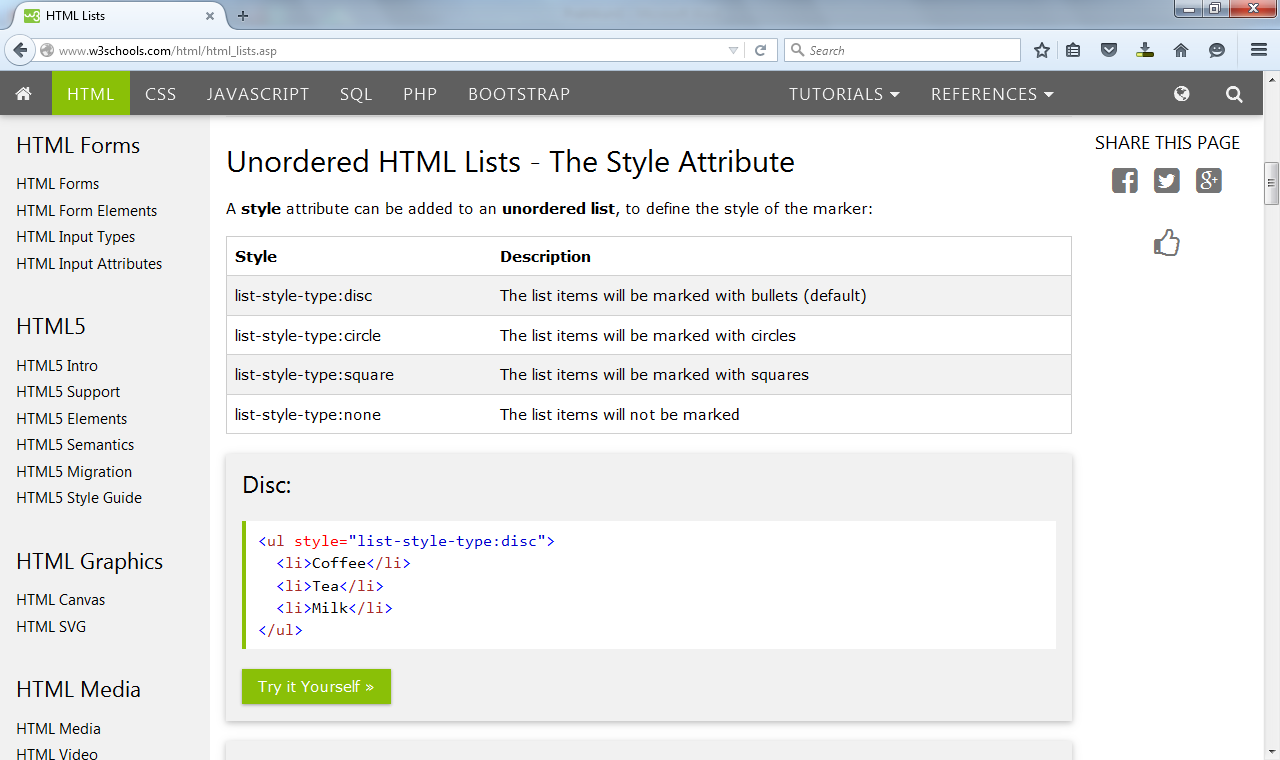 HTML Lists
www.w3schools.com/html/html_lists.asp
Search
HTML CSS JAVASCRIPT SQL PHP BOOTSTRAP TUTORIALS REFERENCES
HTML Forms
HTML Forms
HTML Form Elements
HTML Input Types
HTML Input Attributes
HTML5
HTML5 Intro
HTML5 Support
HTML5 Elements
HTML5 Semantics
HTML5 Migration
HTML5 Style Guide
HTML Graphics
HTML Canvas
HTML SVG
HTML Media
HTML Media
HTML Video
Unordered HTML Lists - The Style Attribute
A style attribute can be added to an unordered list, to define the style of the marker:
Style Description
list-style-type:disc The list items will be marked with bullets (default)
list-style-type:circle The list items will be marked with circles
list-style-type:square The list items will be marked with squares
list-style-type:none The list items will not be marked
Disc:
<ul style="list-style-type:disc">
  <li>Coffee</li>
  <li>Tea</li>
  <li>Milk</li>
</ul>
Try it Yourself »
SHARE THIS PAGE